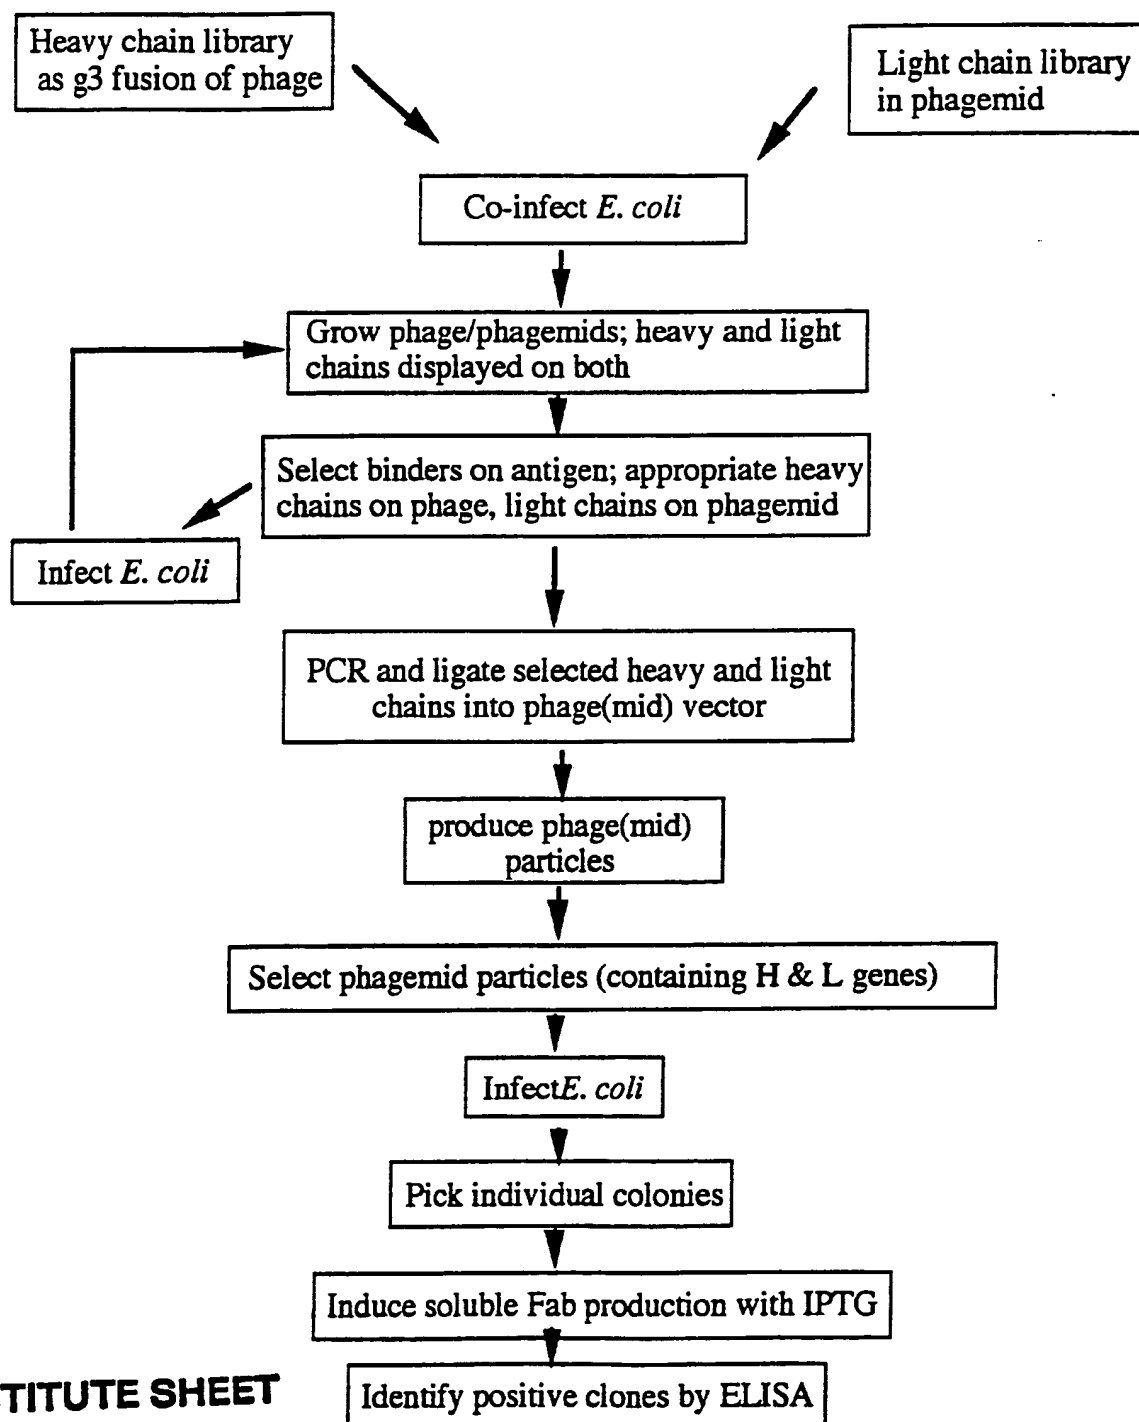 Heavy chain library
as g3 fusion of phage
Light chain library
in phagemid
Co-infect E. coli
Grow phage/phagemids; heavy and light
chains displayed on both
Select binders on antigen; appropriate heavy
chains on phage, light chains on phagemid
Infect E. coli
PCR and ligate selected heavy and light
chains into phage(mid) vector
produce phage(mid)
particles
Select phagemid particles (containing H & L genes)
InfectE. coli
Pick individual colonies
Induce soluble Fab production with IPTG
Identify positive clones by ELISA
TITUTE SHEET